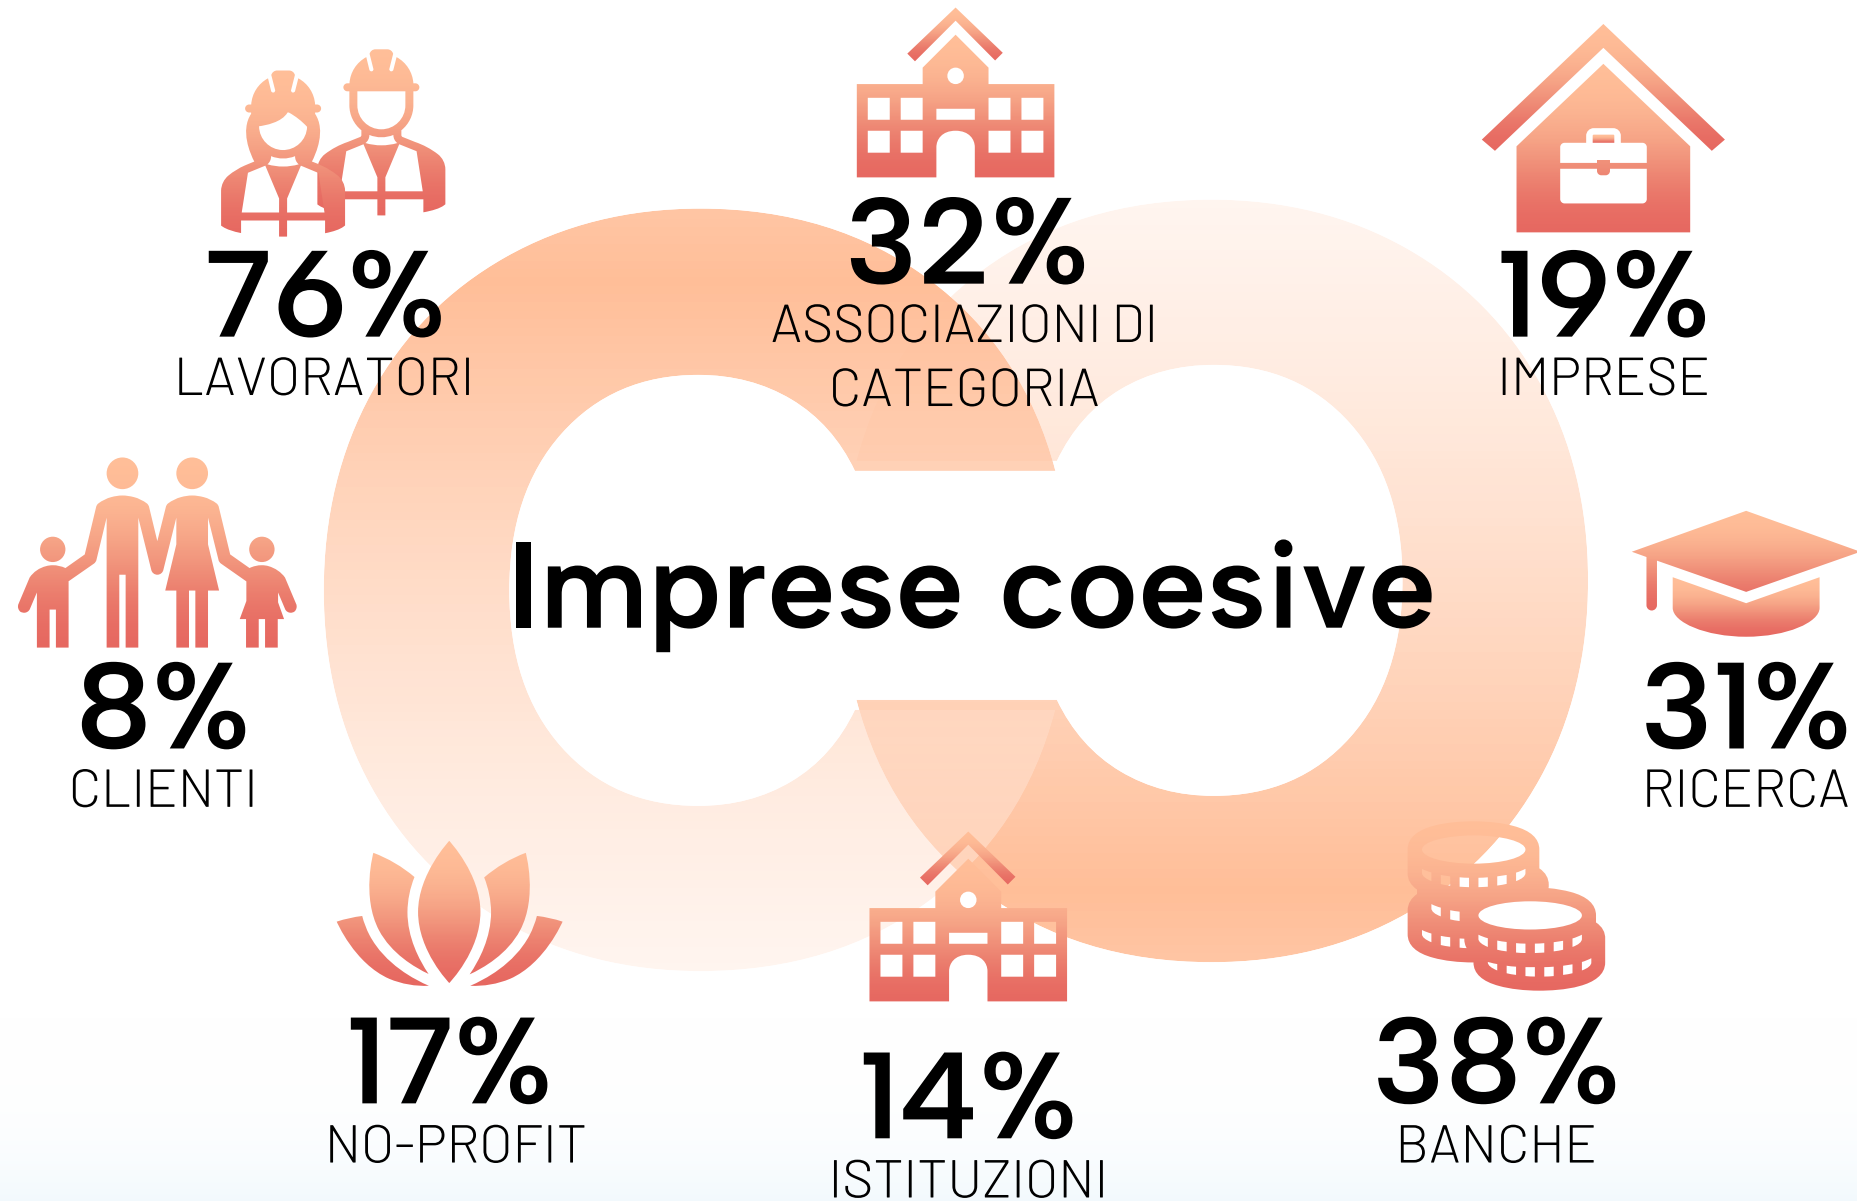 32%
ASSOCIAZIONI DI
CATEGORIA
76%
LAVORATORI
19%
IMPRESE
Imprese coesive
8%
CLIENTI
31%
RICERCA
17%
NO-PROFIT
14%
ISTITUZIONI
38%
BANCHE